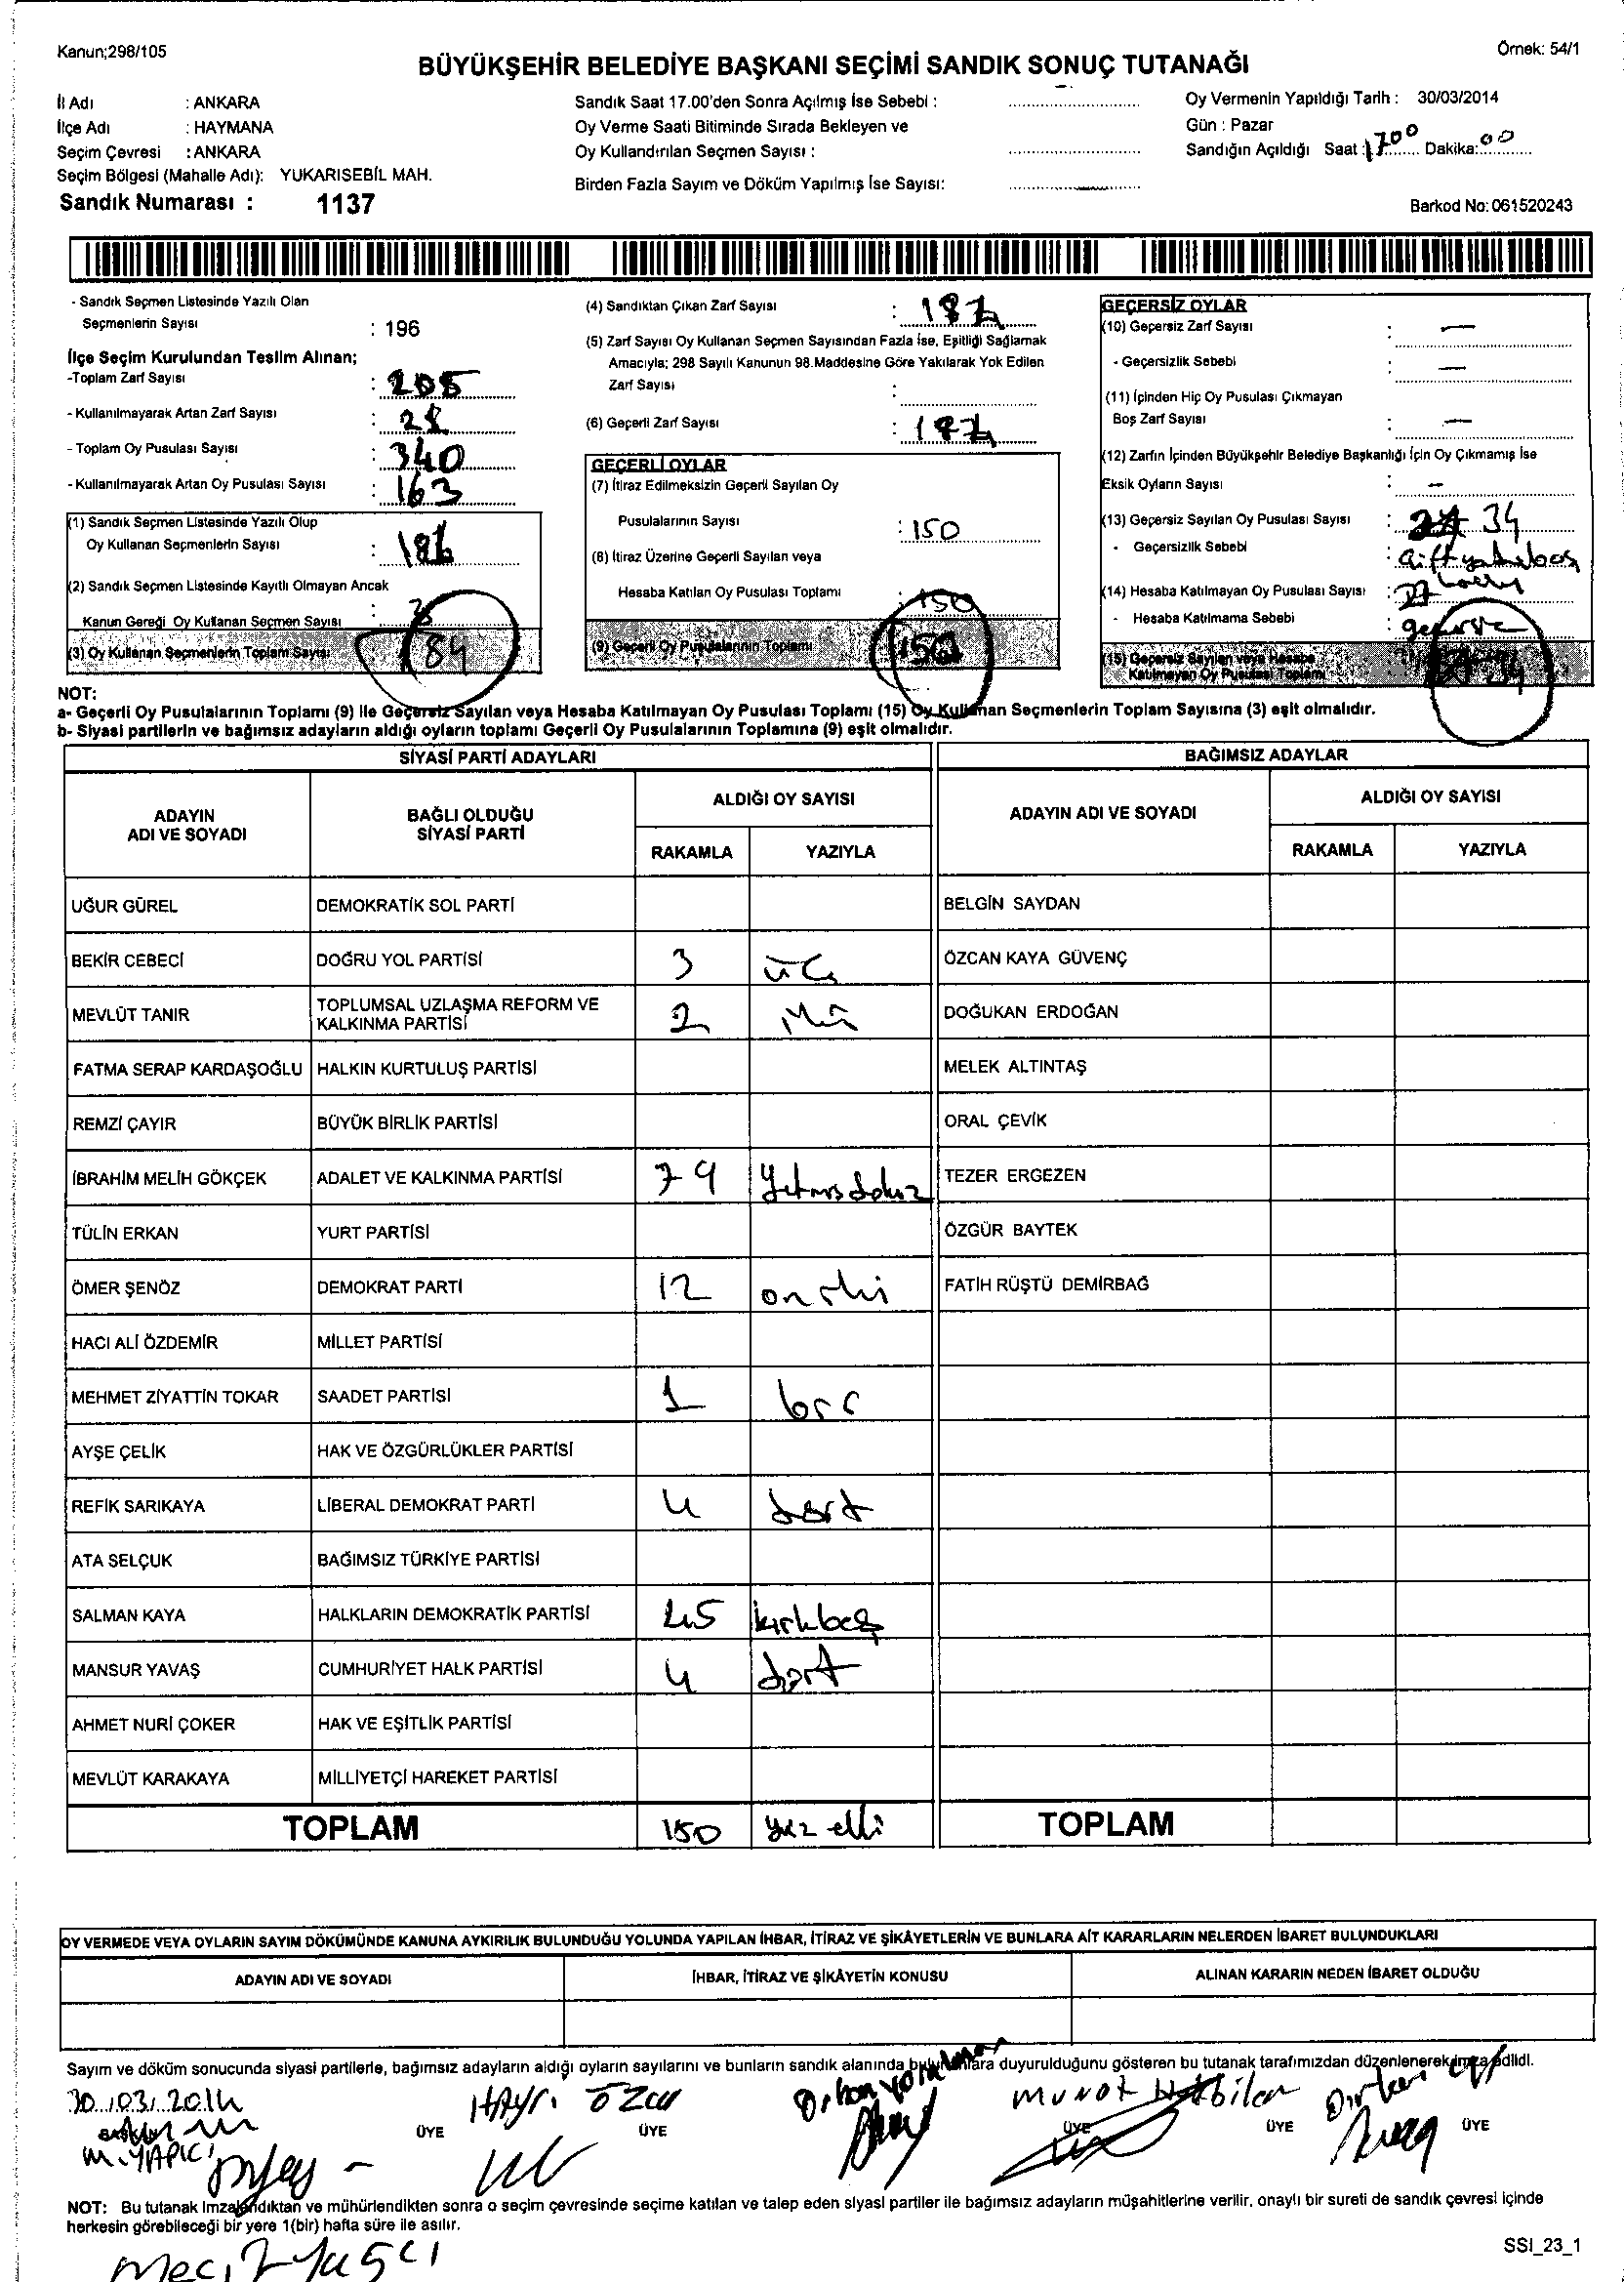 Kanun;298/105
Örnek: 54/1
BÜYÜKŞEHİR BELEDİYE BAŞKANI SEÇİMİ SANDIK SONUÇ TUTANAĞI
İl Adı : ANKARA
İlçe Adı : HAYMANA
Seçim Çevresi : ANKARA
Seçim Bölgesi (Mahalle Adı): YUKARISEBİL MAH.
Sandık Numarası : 1137
Sandık Saat 17.00'den Sonra Açılmış İse Sebebi :
Oy Verme Saati Bitiminde Sırada Bekleyen ve
Oy Kullandırılan Seçmen Sayısı :
Birden Fazla Sayım ve Döküm Yapılmış İse Sayısı:
Oy Vermenin Yapıldığı Tarih : 30/03/2014
Gün : Pazar
Sandığın Açıldığı Saat : 1700 Dakika: 00
Barkod No: 061520243
- Sandık Seçmen Listesinde Yazılı Olan
Seçmenlerin Sayısı : 196
İlçe Seçim Kurulundan Teslim Alınan;
-Toplam Zarf Sayısı : 205
- Kullanılmayarak Artan Zarf Sayısı :
- Toplam Oy Pusulası Sayısı : 340
- Kullanılmayarak Artan Oy Pusulası Sayısı : 163
(1) Sandık Seçmen Listesinde Yazılı Olup
Oy Kullanan Seçmenlerin Sayısı :
(2) Sandık Seçmen Listesinde Kayıtlı Olmayan Ancak
Kanun Gereği Oy Kullanan Seçmen Sayısı :
(3) Oy Kullanan Seçmenlerin Toplam Sayısı 184
(4) Sandıktan Çıkan Zarf Sayısı :
(5) Zarf Sayısı Oy Kullanan Seçmen Sayısından Fazla İse, Eşitliği Sağlamak
Amacıyla; 298 Sayılı Kanunun 98.Maddesine Göre Yakılarak Yok Edilen
Zarf Sayısı :
(6) Geçerli Zarf Sayısı :
GEÇERLİ OYLAR
(7) İtiraz Edilmeksizin Geçerli Sayılan Oy
Pusulalarının Sayısı : 150
(8) İtiraz Üzerine Geçerli Sayılan veya
Hesaba Katılan Oy Pusulası Toplamı : 150
(9) Geçerli Oy Pusulalarının Toplamı 150
GEÇERSİZ OYLAR
(10) Geçersiz Zarf Sayısı : —
- Geçersizlik Sebebi : —
(11) İçinden Hiç Oy Pusulası Çıkmayan
Boş Zarf Sayısı : —
(12) Zarfın İçinden Büyükşehir Belediye Başkanlığı İçin Oy Çıkmamış İse
Eksik Oyların Sayısı : —
(13) Geçersiz Sayılan Oy Pusulası Sayısı : 34
- Geçersizlik Sebebi :
(14) Hesaba Katılmayan Oy Pusulası Sayısı :
- Hesaba Katılmama Sebebi :
(15) Geçersiz Sayılan veya Hesaba
Katılmayan Oy Pusulası Toplamı 34
NOT:
a- Geçerli Oy Pusulalarının Toplamı (9) ile Geçersiz Sayılan veya Hesaba Katılmayan Oy Pusulası Toplamı (15) Oy Kullanan Seçmenlerin Toplam Sayısına (3) eşit olmalıdır.
b- Siyasi partilerin ve bağımsız adayların aldığı oyların toplamı Geçerli Oy Pusulalarının Toplamına (9) eşit olmalıdır.
SİYASİ PARTİ ADAYLARI
ADAYIN ADI VE SOYADI
BAĞLI OLDUĞU SİYASİ PARTİ
ALDIĞI OY SAYISI
RAKAMLA YAZIYLA
UĞUR GÜREL DEMOKRATİK SOL PARTİ
BEKİR CEBECİ DOĞRU YOL PARTİSİ 3 üç
MEVLÜT TANIR TOPLUMSAL UZLAŞMA REFORM VE KALKINMA PARTİSİ 2 iki
FATMA SERAP KARDAŞOĞLU HALKIN KURTULUŞ PARTİSİ
REMZİ ÇAYIR BÜYÜK BİRLİK PARTİSİ
İBRAHİM MELİH GÖKÇEK ADALET VE KALKINMA PARTİSİ 79 Yetmiş dokuz
TÜLİN ERKAN YURT PARTİSİ
ÖMER ŞENÖZ DEMOKRAT PARTİ 12 on iki
HACI ALİ ÖZDEMİR MİLLET PARTİSİ
MEHMET ZİYATTİN TOKAR SAADET PARTİSİ 1 bir
AYŞE ÇELİK HAK VE ÖZGÜRLÜKLER PARTİSİ
REFİK SARIKAYA LİBERAL DEMOKRAT PARTİ 4 dört
ATA SELÇUK BAĞIMSIZ TÜRKİYE PARTİSİ
SALMAN KAYA HALKLARIN DEMOKRATİK PARTİSİ 45 kırkbeş
MANSUR YAVAŞ CUMHURİYET HALK PARTİSİ 4 dört
AHMET NURİ ÇOKER HAK VE EŞİTLİK PARTİSİ
MEVLÜT KARAKAYA MİLLİYETÇİ HAREKET PARTİSİ
TOPLAM 150 yüz elli
BAĞIMSIZ ADAYLAR
ADAYIN ADI VE SOYADI
ALDIĞI OY SAYISI
RAKAMLA YAZIYLA
BELGİN SAYDAN
ÖZCAN KAYA GÜVENÇ
DOĞUKAN ERDOĞAN
MELEK ALTINTAŞ
ORAL ÇEVİK
TEZER ERGEZEN
ÖZGÜR BAYTEK
FATİH RÜŞTÜ DEMİRBAĞ
TOPLAM
OY VERMEDE VEYA OYLARIN SAYIM DÖKÜMÜNDE KANUNA AYKIRILIK BULUNDUĞU YOLUNDA YAPILAN İHBAR, İTİRAZ VE ŞİKÂYETLERİN VE BUNLARA AİT KARARLARIN NELERDEN İBARET BULUNDUKLARI
ADAYIN ADI VE SOYADI İHBAR, İTİRAZ VE ŞİKÂYETİN KONUSU ALINAN KARARIN NEDEN İBARET OLDUĞU
Sayım ve döküm sonucunda siyasi partilerle, bağımsız adayların aldığı oyların sayılarını ve bunların sandık alanında bulunanlara duyurulduğunu gösteren bu tutanak tarafımızdan düzenlenerek imza edildi.
30/03/2014
M. YAPICI
ÜYE HAYRİ
ÜYE Orhan
ÜYE Murat
ÜYE
ÜYE
NOT: Bu tutanak imzalandıktan ve mühürlendikten sonra o seçim çevresinde seçime katılan ve talep eden siyasi partiler ile bağımsız adayların müşahitlerine verilir, onaylı bir sureti de sandık çevresi içinde
herkesin görebileceği bir yere 1(bir) hafta süre ile asılır.
SSI_23_1